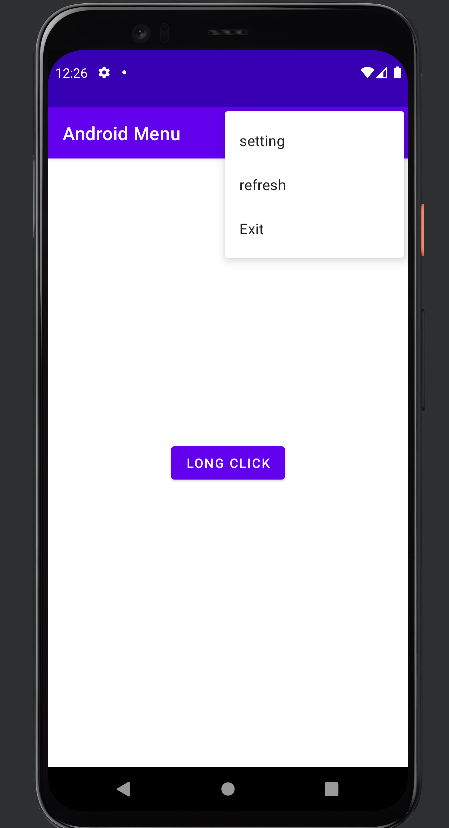 12:26
Android Menu
setting
refresh
Exit
LONG CLICK